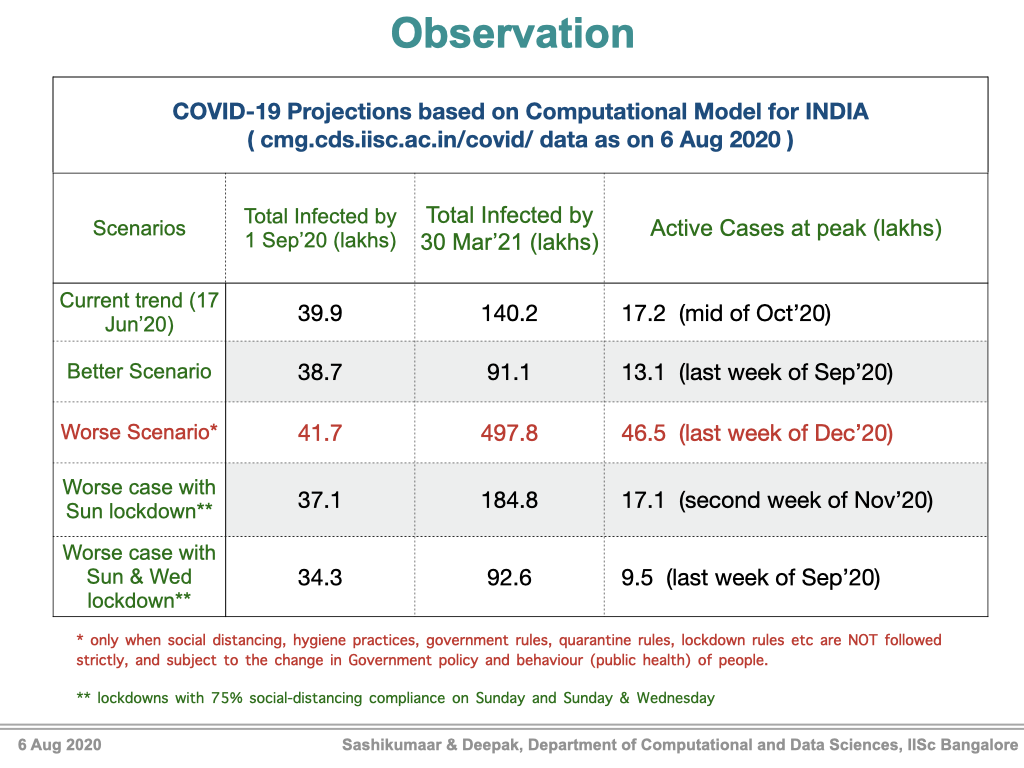 Observation
COVID-19 Projections based on Computational Model for INDIA
( cmg.cds.iisc.ac.in/covid/ data as on 6 Aug 2020 )
Scenarios
Total Infected by
1 Sep’20 (lakhs)
Total Infected by
30 Mar’21 (lakhs)
Active Cases at peak (lakhs)
Current trend (17
Jun’20)
39.9
140.2
17.2 (mid of Oct’20)
Better Scenario
38.7
91.1
13.1 (last week of Sep’20)
Worse Scenario*
41.7
497.8
46.5 (last week of Dec’20)
Worse case with
Sun lockdown**
37.1
184.8
17.1 (second week of Nov’20)
Worse case with
Sun & Wed
lockdown**
34.3
92.6
9.5 (last week of Sep’20)
* only when social distancing, hygiene practices, government rules, quarantine rules, lockdown rules etc are NOT followed
strictly, and subject to the change in Government policy and behaviour (public health) of people.
** lockdowns with 75% social-distancing compliance on Sunday and Sunday & Wednesday
6 Aug 2020
Sashikumaar & Deepak, Department of Computational and Data Sciences, IISc Bangalore